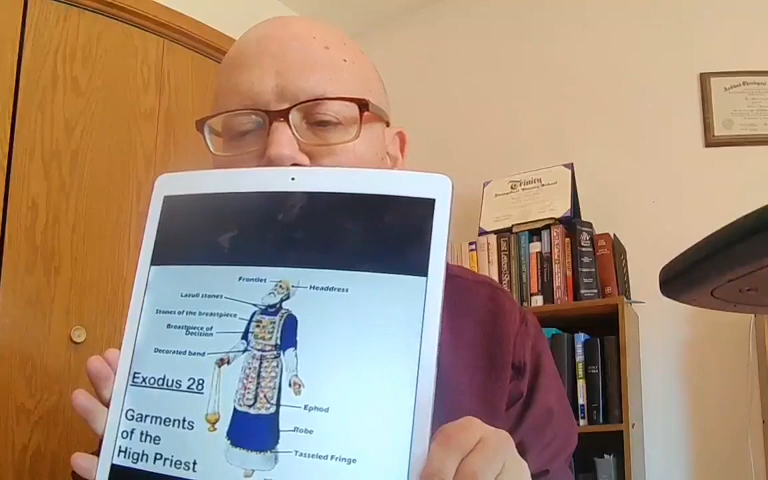 Frontlet
Headdress
Lazuli stones
Stones of the breastpiece
Breastpiece of
Decision
Decorated band
Exodus 28
Garments
of the
High Priest
Ephod
Robe
Tasseled Fringe
Trinity